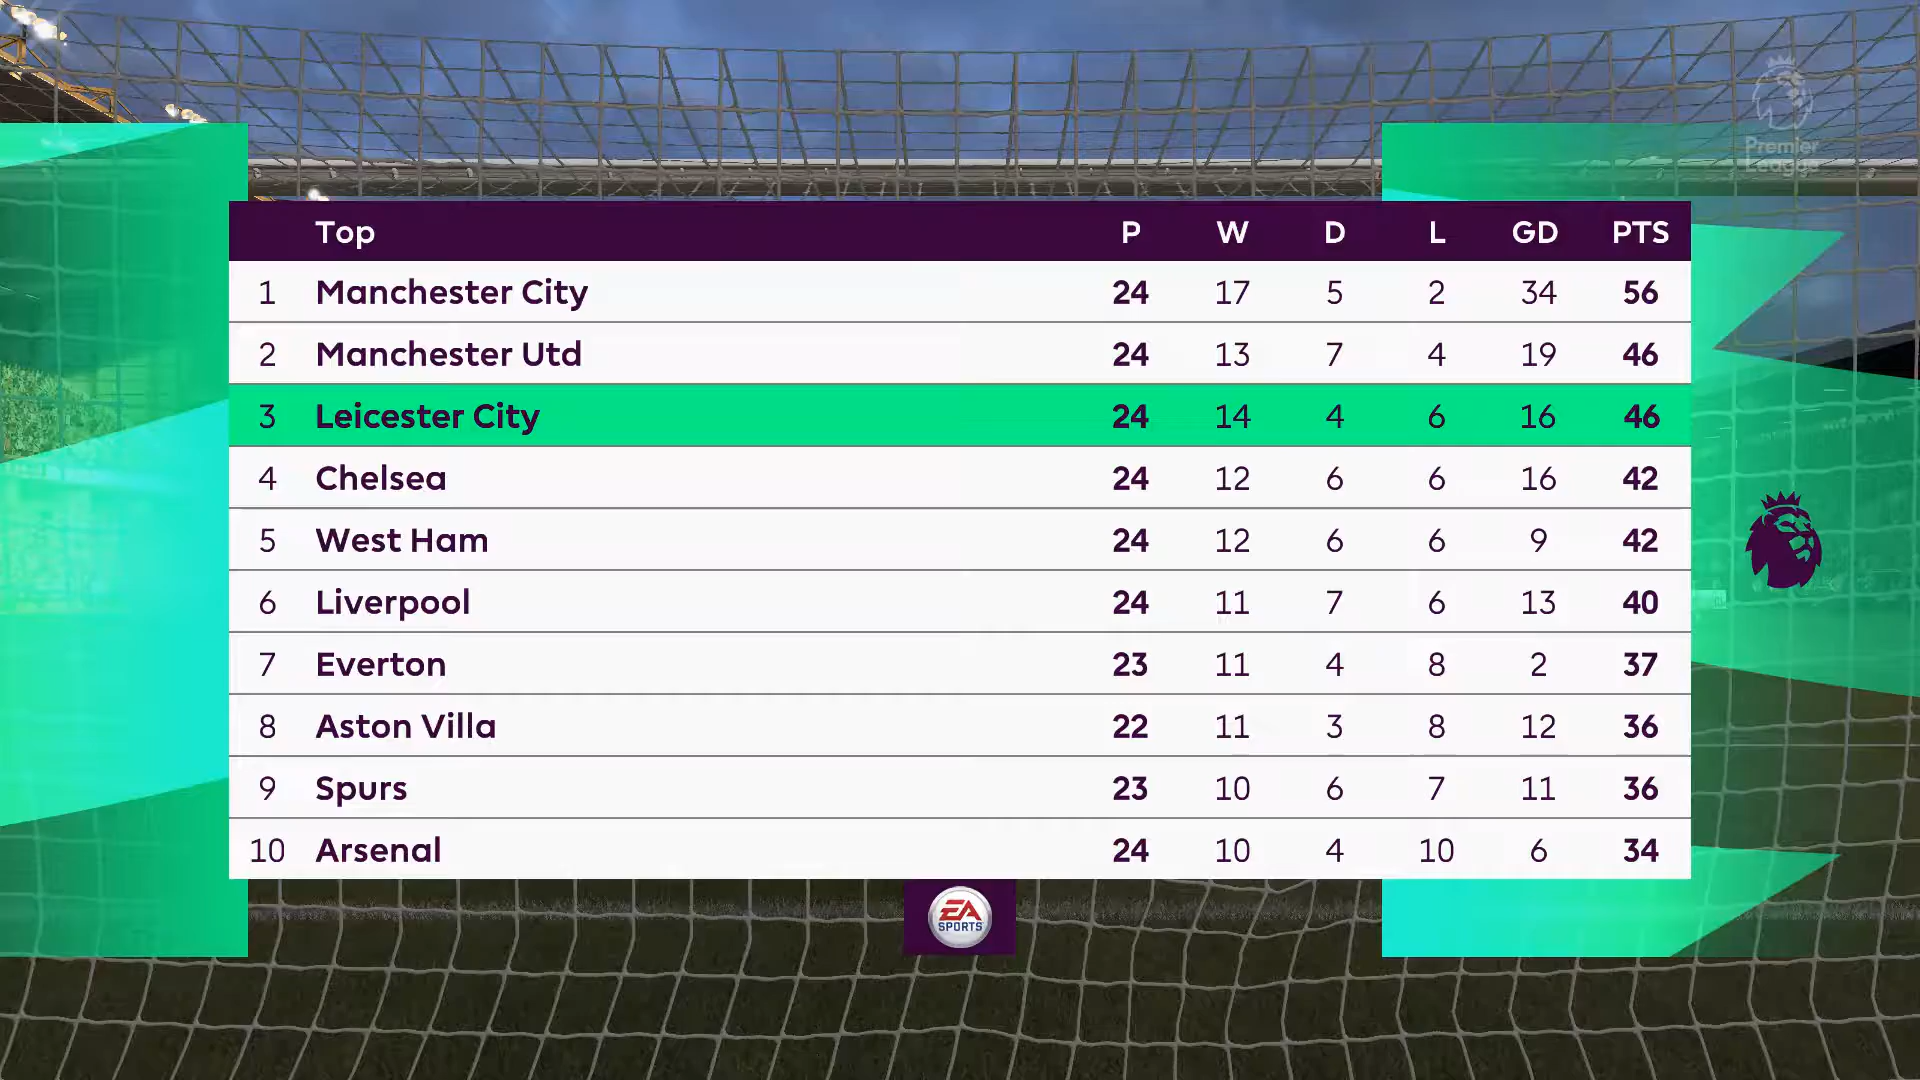 Premier
League
Top P W D L GD PTS
1 Manchester City 24 17 5 2 34 56
2 Manchester Utd 24 13 7 4 19 46
3 Leicester City 24 14 4 6 16 46
4 Chelsea 24 12 6 6 16 42
5 West Ham 24 12 6 6 9 42
6 Liverpool 24 11 7 6 13 40
7 Everton 23 11 4 8 2 37
8 Aston Villa 22 11 3 8 12 36
9 Spurs 23 10 6 7 11 36
10 Arsenal 24 10 4 10 6 34
EA
SPORTS